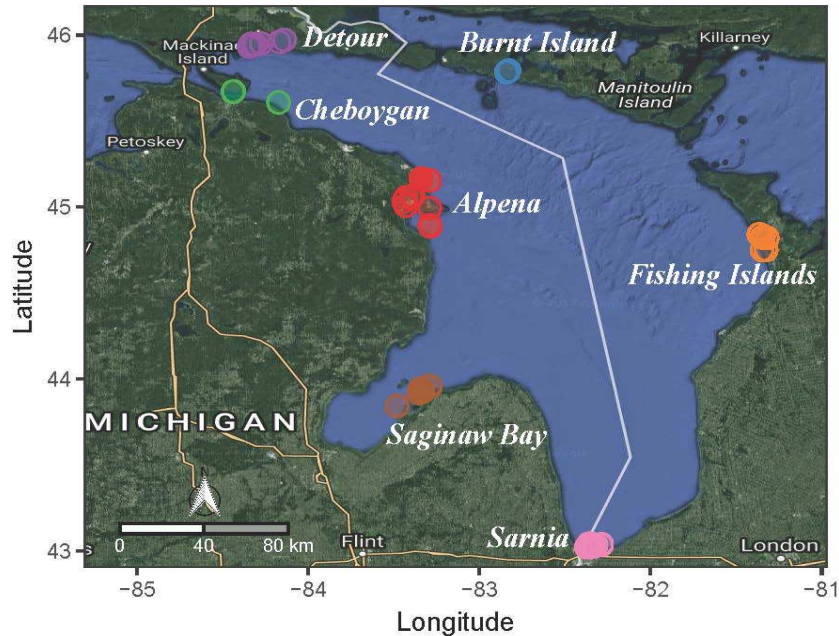 46
Mackinac
Island
Detour
Burnt Island
Killarney
Manitoulin
Island
Cheboygan
Petoskey
Alpena
45
Fishing Islands
Latitude
44
MICHIGAN
Saginaw Bay
N
0 40 80 km
Sarnia
43
Flint
London
−85 −84 −83 −82 −81
Longitude